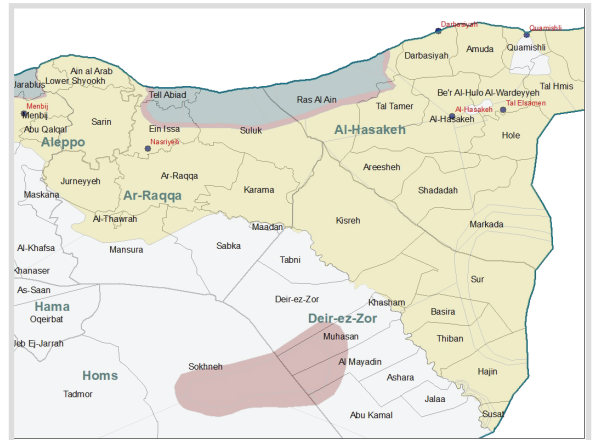 Darbasiyah
Quamishli
Darbasiyah
Amuda
Quamishli
Ain al Arab
Lower Shyookh
Jarablus
Tell Abiad
Ras Al Ain
Be'r Al-Hulo Al-Wardeyyeh
Tal Hmis
Menbij
Menbij
Tal Tamer
Al-Hasakeh
Tal Elsamen
Abu Qalqal
Sarin
Ein Issa
Suluk
Al-Hasakeh
Al-Hasakeh
Hole
Aleppo
Nasriyeh
Jurneyyeh
Ar-Raqqa
Areesheh
Maskana
Ar-Raqqa
Karama
Shadadah
Al-Thawrah
Kisreh
Maadan
Markada
Al-Khafsa
Mansura
Sabka
Tabni
Khanaser
Sur
As-Saan
Hama
Deir-ez-Zor
Khasham
Oqeirbat
Deir-ez-Zor
Basira
Muhasan
Thiban
Jeb Ej-Jarrah
Sokhneh
Al Mayadin
Homs
Ashara
Hajin
Tadmor
Jalaa
Abu Kamal
Susat